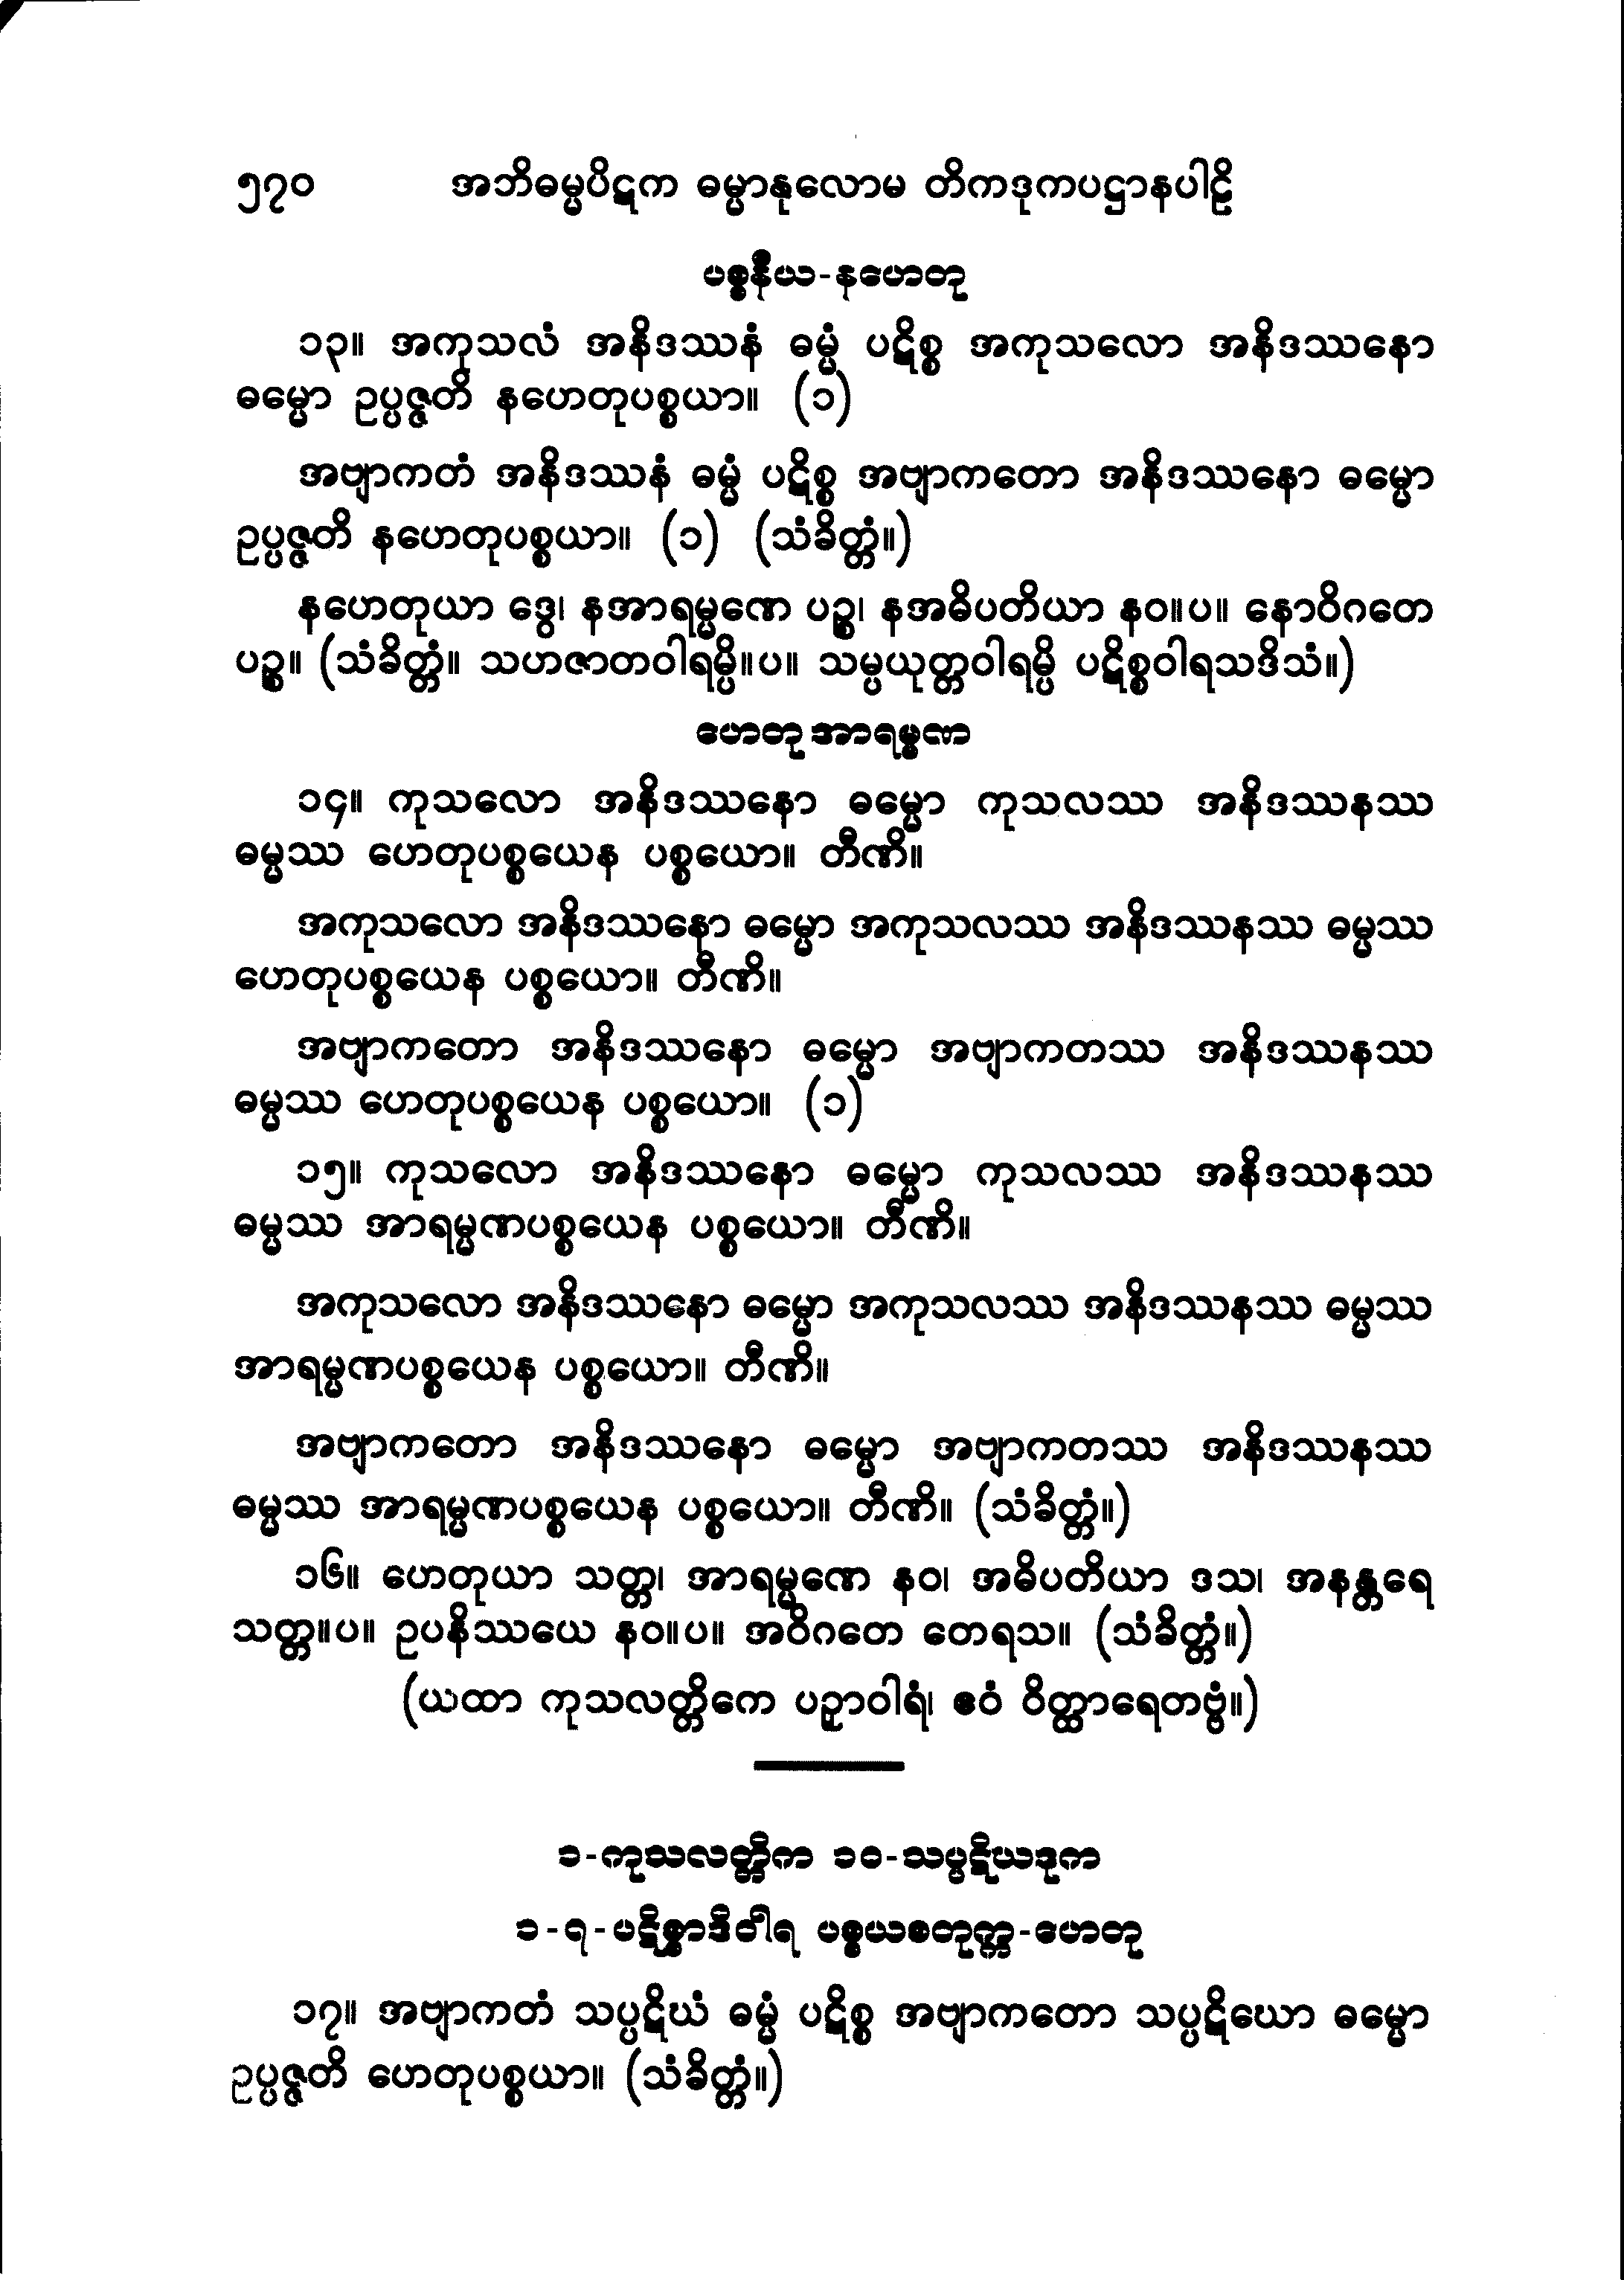 ၅၇၀ အဘိဓမ္မပိဋက ဓမ္မာနုလောမ တိကဒုကပဋ္ဌာနပါဠိ
ပစ္စနီယ-နဟေတု
၁၃။ အကုသလံ အနိဒဿနံ ဓမ္မံ ပဋိစ္စ အကုသလော အနိဒဿနော
ဓမ္မော ဥပ္ပဇ္ဇတိ နဟေတုပစ္စယာ။ (၁)
အဗျာကတံ အနိဒဿနံ ဓမ္မံ ပဋိစ္စ အဗျာကတော အနိဒဿနော ဓမ္မော
ဥပ္ပဇ္ဇတိ နဟေတုပစ္စယာ။ (၁) (သံခိတ္တံ။)
နဟေတုယာ ဒွေ၊ နအာရမ္မဏေ ပဉ္စ၊ နအဓိပတိယာ နဝ။ပ။ နောဝိဂတေ
ပဉ္စ။ (သံခိတ္တံ။ သဟဇာတဝါရမ္ပိ။ပ။ သမ္ပယုတ္တဝါရမ္ပိ ပဋိစ္စဝါရသဒိသံ။)
ဟေတု အာရမ္မဏ
၁၄။ ကုသလော အနိဒဿနော ဓမ္မော ကုသလဿ အနိဒဿနဿ
ဓမ္မဿ ဟေတုပစ္စယေန ပစ္စယော။ တီဏိ။
အကုသလော အနိဒဿနော ဓမ္မော အကုသလဿ အနိဒဿနဿ ဓမ္မဿ
ဟေတုပစ္စယေန ပစ္စယော။ တီဏိ။
အဗျာကတော အနိဒဿနော ဓမ္မော အဗျာကတဿ အနိဒဿနဿ
ဓမ္မဿ ဟေတုပစ္စယေန ပစ္စယော။ (၁)
၁၅။ ကုသလော အနိဒဿနော ဓမ္မော ကုသလဿ အနိဒဿနဿ
ဓမ္မဿ အာရမ္မဏပစ္စယေန ပစ္စယော။ တီဏိ။
အကုသလော အနိဒဿနော ဓမ္မော အကုသလဿ အနိဒဿနဿ ဓမ္မဿ
အာရမ္မဏပစ္စယေန ပစ္စယော။ တီဏိ။
အဗျာကတော အနိဒဿနော ဓမ္မော အဗျာကတဿ အနိဒဿနဿ
ဓမ္မဿ အာရမ္မဏပစ္စယေန ပစ္စယော။ တီဏိ။ (သံခိတ္တံ။)
၁၆။ ဟေတုယာ သတ္တ၊ အာရမ္မဏေ နဝ၊ အဓိပတိယာ ဒသ၊ အနန္တရေ
သတ္တ။ပ။ ဥပနိဿယေ နဝ။ပ။ အဝိဂတေ တေရသ။ (သံခိတ္တံ။)
(ယထာ ကုသလတ္တိကေ ပဉှာဝါရံ၊ ဧဝံ ဝိတ္ထာရေတဗ္ဗံ။)
၁-ကုသလတ္တိက ၁၀-သပ္ပဋိဃဒုက
၁-၇-ပဋိစ္စာဒိဝါရ ပစ္စယစတုက္က-ဟေတု
၁၇။ အဗျာကတံ သပ္ပဋိဃံ ဓမ္မံ ပဋိစ္စ အဗျာကတော သပ္ပဋိဃော ဓမ္မော
ဥပ္ပဇ္ဇတိ ဟေတုပစ္စယာ။ (သံခိတ္တံ။)